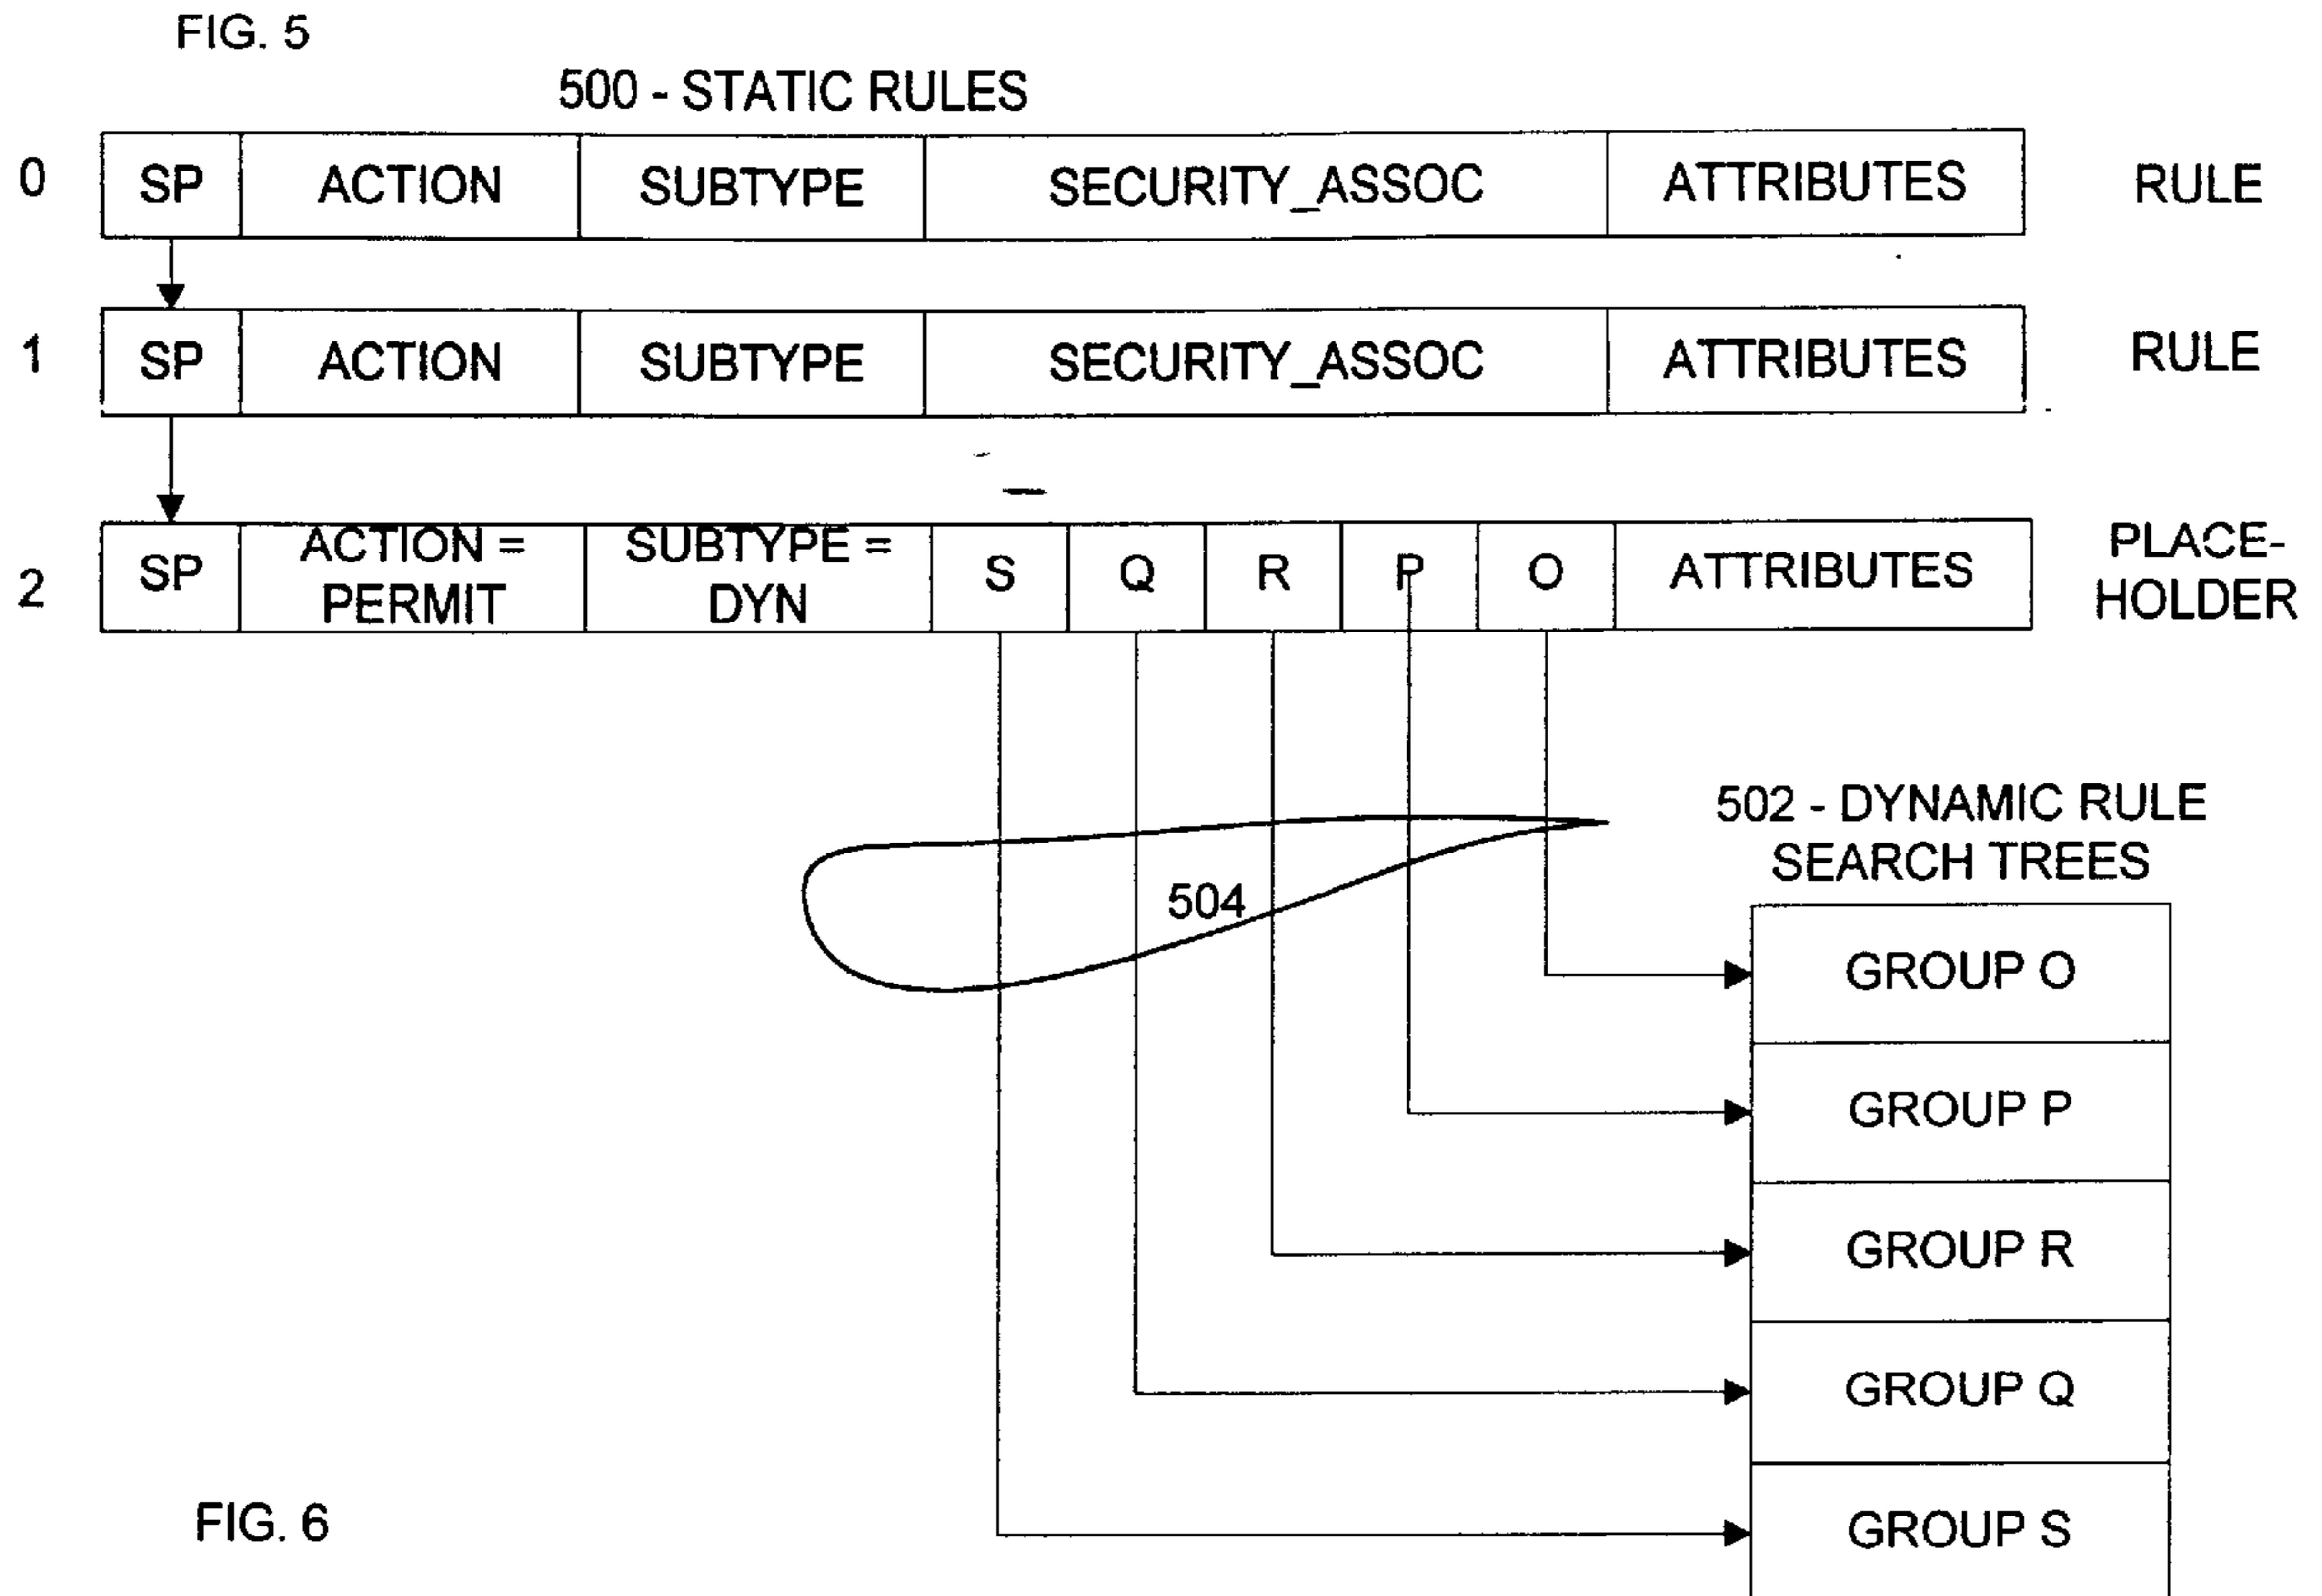 FIG. 5
500 - STATIC RULES
0 SP ACTION SUBTYPE SECURITY_ASSOC ATTRIBUTES RULE
1 SP ACTION SUBTYPE SECURITY_ASSOC ATTRIBUTES RULE
2 SP ACTION = PERMIT SUBTYPE = DYN S Q R P O ATTRIBUTES PLACE-HOLDER
502 - DYNAMIC RULE
SEARCH TREES
504
GROUP O
GROUP P
GROUP R
GROUP Q
GROUP S
FIG. 6